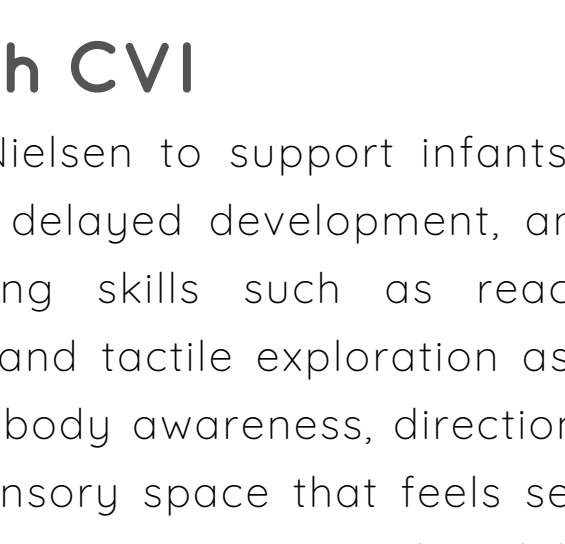 h CVI
Nielsen to support infants
delayed development, ar
ng skills such as reac
and tactile exploration as
body awareness, direction
nsory space that feels se